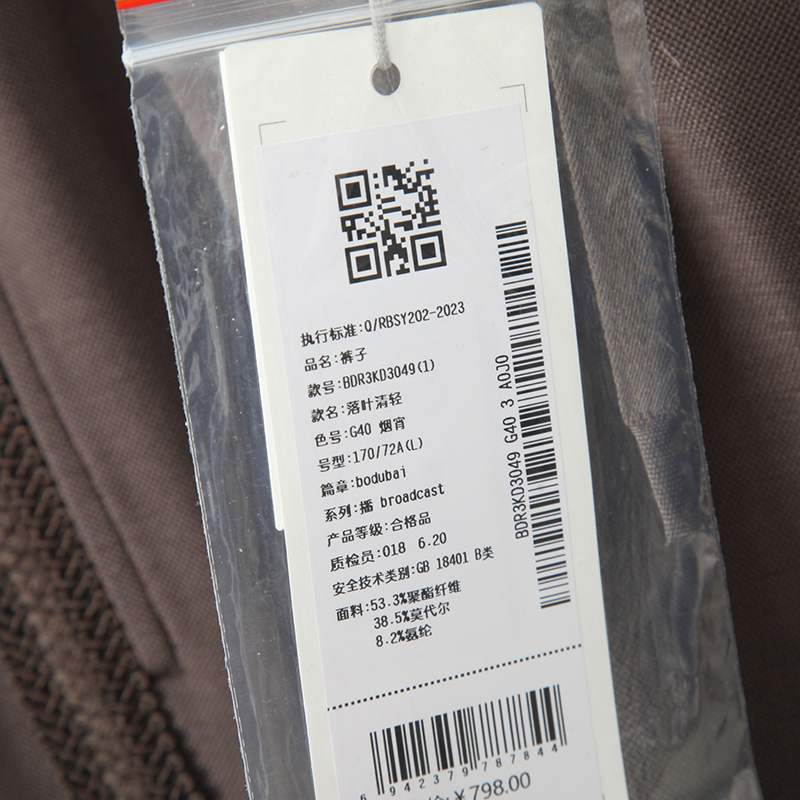 执行标准:Q/RBSY202-2023
品名:裤子
款号:BDR3KD3049(1)
款名:落叶清轻
色号:G40 烟宵
号型:170/72A(L)
篇章:bodubai
系列:播 broadcast
产品等级:合格品
质检员:018 6.20
安全技术类别:GB 18401 B类
面料:53.3%聚酯纤维
38.5%莫代尔
8.2%氨纶
BDR3KD3049 G40 3 A0J0
6 942379 787844
¥798.00